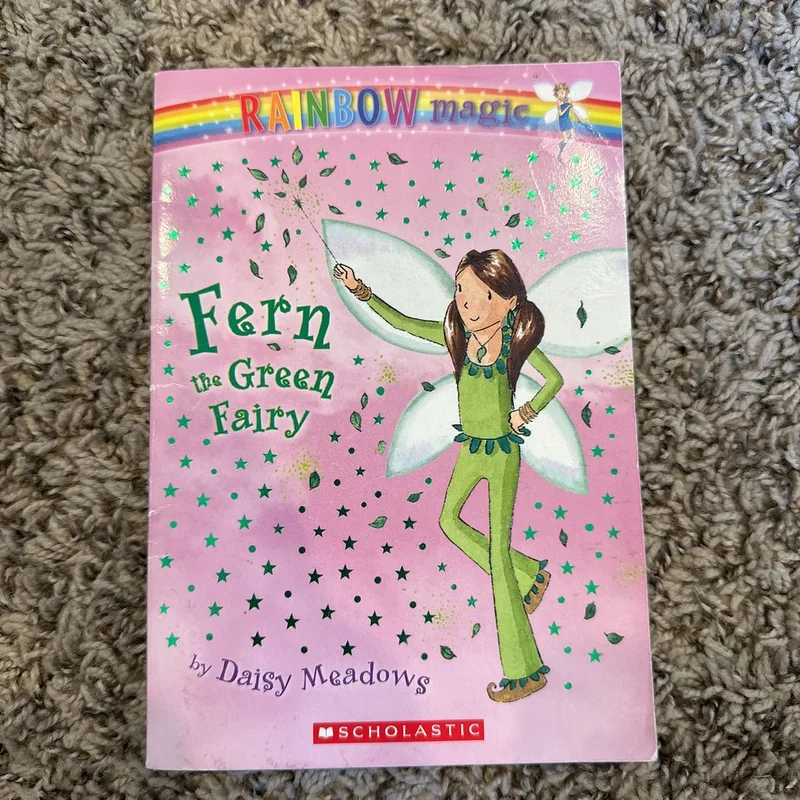 RAINBOW magic
Fern
the Green
Fairy
by Daisy Meadows
SCHOLASTIC